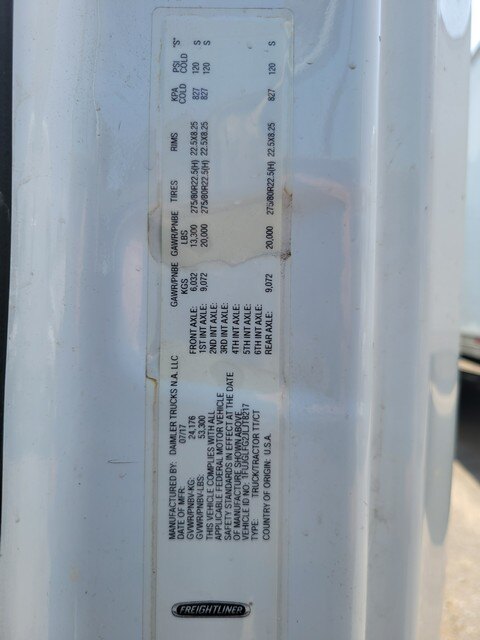 MANUFACTURED BY: DAIMLER TRUCKS N.A. LLC
DATE OF MFR: 07/17
GVWR/PNBV-KG: 24,176
GVWR/PNBV-LBS: 53,300
THIS VEHICLE COMPLIES WITH ALL
APPLICABLE FEDERAL MOTOR VEHICLE
SAFETY STANDARDS IN EFFECT AT THE DATE
OF MANUFACTURE SHOWN ABOVE.
VEHICLE ID NO:
TYPE: TRUCK/TRACTOR TT/CT
COUNTRY OF ORIGIN: U.S.A.
GAWR/PNBE KGS GAWR/PNBE LBS TIRES RIMS KPA COLD PSI COLD "S"
FRONT AXLE: 6,032 13,300 275/80R22.5(H) 22.5X8.25 827 120 S
1ST INT AXLE: 9,072 20,000 275/80R22.5(H) 22.5X8.25 827 120 S
2ND INT AXLE:
3RD INT AXLE:
4TH INT AXLE:
5TH INT AXLE:
6TH INT AXLE:
REAR AXLE: 9,072 20,000 275/80R22.5(H) 22.5X8.25 827 120 S
FREIGHTLINER